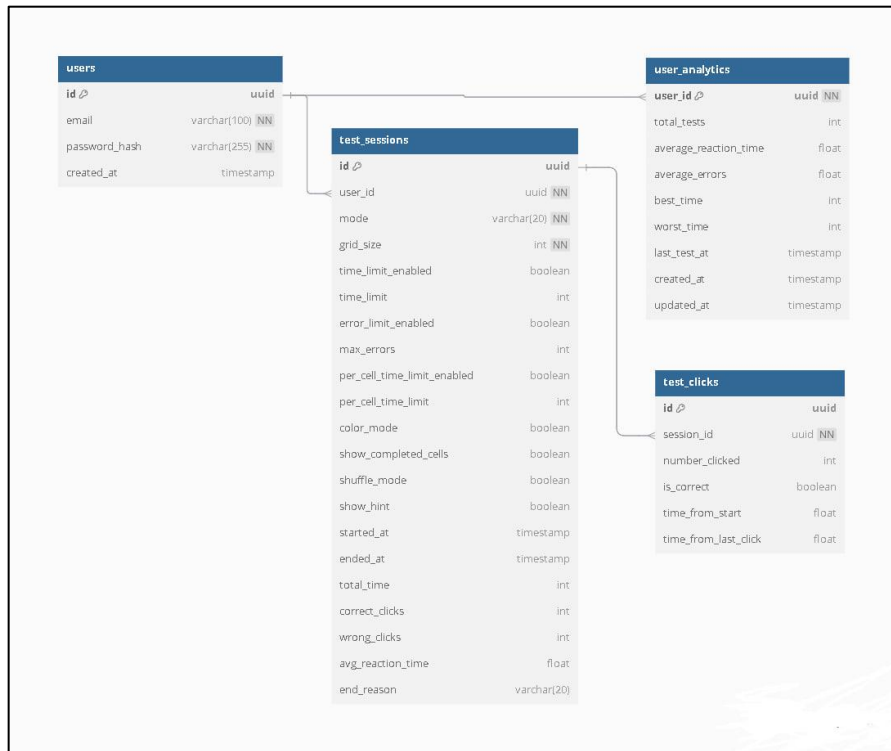 users
id uuid
email varchar(100) NN
password_hash varchar(255) NN
created_at timestamp
test_sessions
id uuid
user_id uuid NN
mode varchar(20) NN
grid_size int NN
time_limit_enabled boolean
time_limit int
error_limit_enabled boolean
max_errors int
per_cell_time_limit_enabled boolean
per_cell_time_limit int
color_mode boolean
show_completed_cells boolean
shuffle_mode boolean
show_hint boolean
started_at timestamp
ended_at timestamp
total_time int
correct_clicks int
wrong_clicks int
avg_reaction_time float
end_reason varchar(20)
user_analytics
user_id uuid NN
total_tests int
average_reaction_time float
average_errors float
best_time int
worst_time int
last_test_at timestamp
created_at timestamp
updated_at timestamp
test_clicks
id uuid
session_id uuid NN
number_clicked int
is_correct boolean
time_from_start float
time_from_last_click float